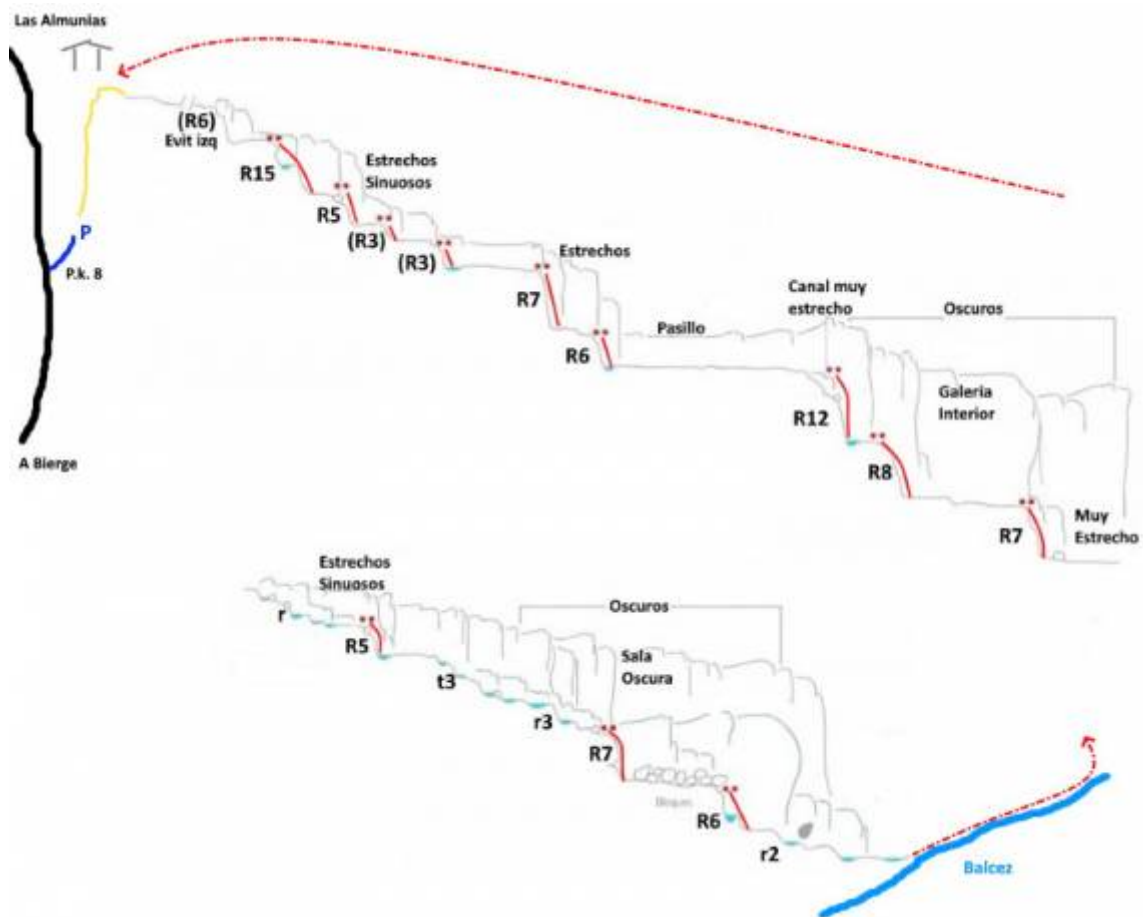 Las Almunias
(R6)
Evit izq
R15
Estrechos
Sinuosos
R5
(R3)
(R3)
P
P.k. 8
Estrechos
R7
R6
Pasillo
Canal muy
estrecho
Oscuros
R12
Galeria
Interior
R8
R7
Muy
Estrecho
A Bierge
Estrechos
Sinuosos
r
R5
Oscuros
t3
Sala
Oscura
r3
R7
R6
r2
Balcez